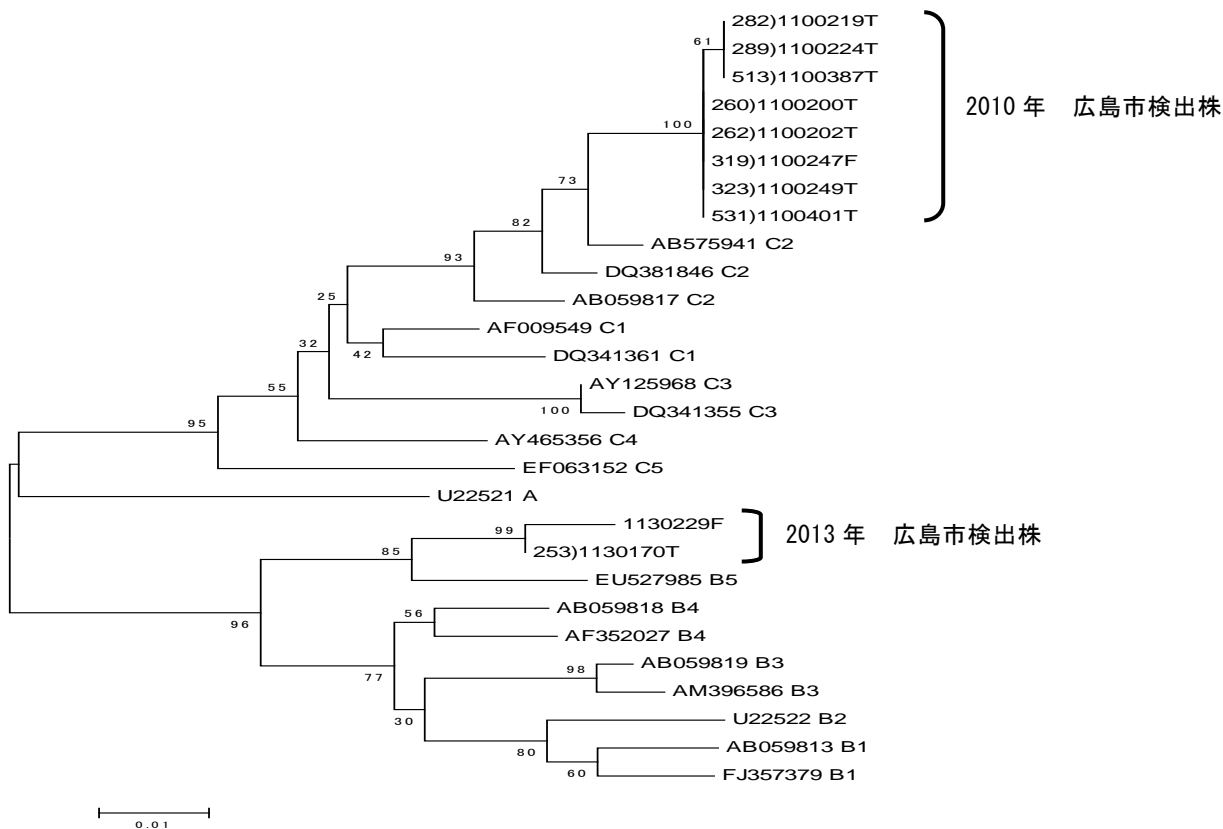 282)1100219T
61
289)1100224T
513)1100387T
260)1100200T
2010 年　広島市検出株
100
262)1100202T
319)1100247F
73
323)1100249T
531)1100401T
82
AB575941 C2
93
DQ381846 C2
25
AB059817 C2
AF009549 C1
32
42
DQ341361 C1
55
AY125968 C3
100
DQ341355 C3
95
AY465356 C4
EF063152 C5
U22521 A
99
1130229F
2013 年　広島市検出株
85
253)1130170T
EU527985 B5
56
AB059818 B4
96
AF352027 B4
98
AB059819 B3
77
AM396586 B3
30
U22522 B2
80
AB059813 B1
60
FJ357379 B1
0.01